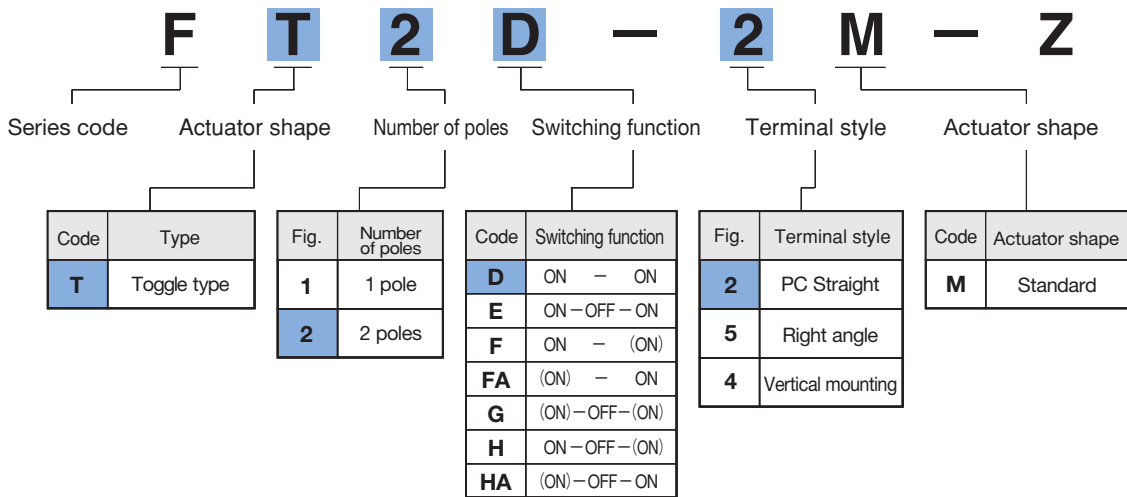 F T 2 D — 2 M — Z
Series code Actuator shape Number of poles Switching function Terminal style Actuator shape
Code Type
T Toggle type
Fig. Number of poles
1 1 pole
2 2 poles
Code Switching function
D ON — ON
E ON—OFF—ON
F ON — (ON)
FA (ON) — ON
G (ON)—OFF—(ON)
H ON—OFF—(ON)
HA (ON)—OFF—ON
Fig. Terminal style
2 PC Straight
5 Right angle
4 Vertical mounting
Code Actuator shape
M Standard